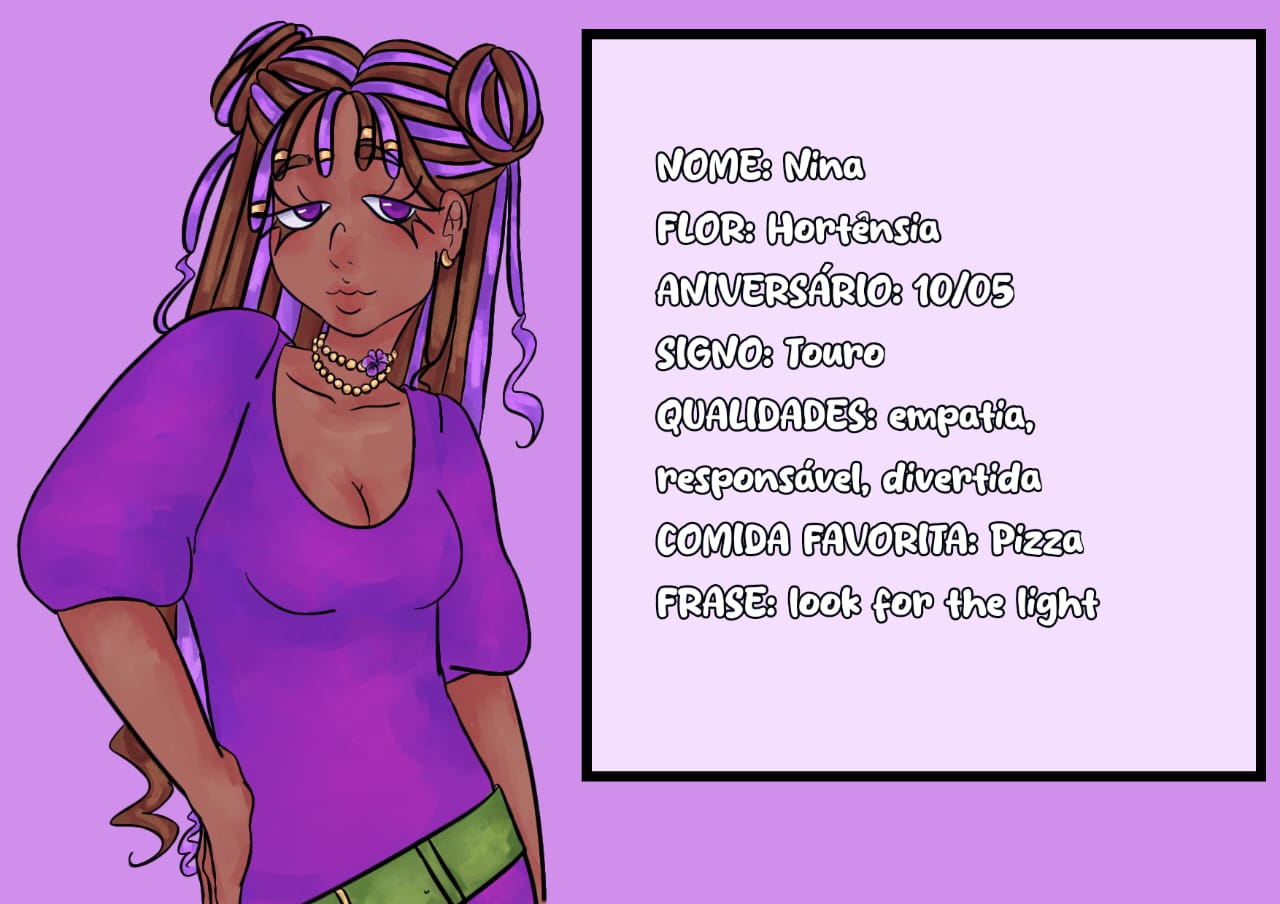 NOME: Nina
FLOR: Hortênsia
ANIVERSÁRIO: 10/05
SIGNO: Touro
QUALIDADES: empatia,
responsável, divertida
COMIDA FAVORITA: Pizza
FRASE: look for the light